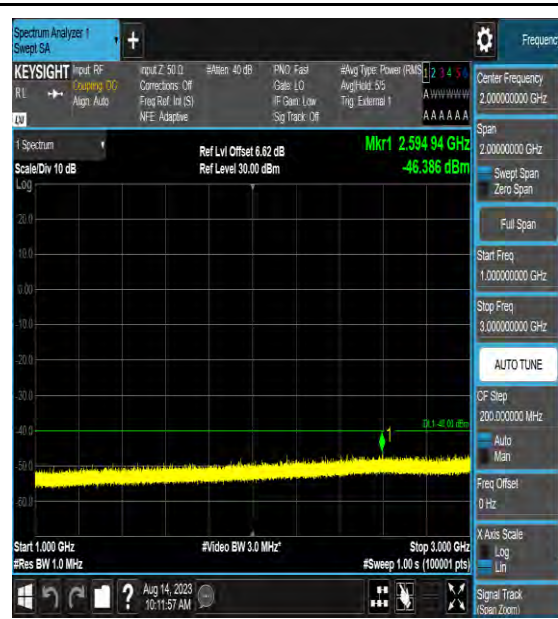 Spectrum Analyzer 1
Swept SA
+
Frequenc
KEYSIGHT
RL
LW
Input: RF
Coupling: DC
Align: Auto
Input Z: 50 Ω
Corrections: Off
Freq Ref: Int (S)
NFE: Adaptive
#Atten: 40 dB
PNO: Fast
Gate: LO
IF Gain: Low
Sig Track: Off
#Avg Type: Power (RMS
Avg|Hold: 5/5
Trig: External 1
1 2 3 4 5 6
A W W W W W
A A A A A A
1 Spectrum
Scale/Div 10 dB
Log
Ref Lvl Offset 6.62 dB
Ref Level 30.00 dBm
Mkr1 2.594 94 GHz
-46.386 dBm
20.0
10.0
0.00
-10.0
-20.0
-30.0
-40.0
-50.0
-60.0
DL1 -40.00 dBm
1
Start 1.000 GHz
#Res BW 1.0 MHz
#Video BW 3.0 MHz*
Stop 3.000 GHz
#Sweep 1.00 s (100001 pts)
Center Frequency
2.000000000 GHz
Span
2.00000000 GHz
Swept Span
Zero Span
Full Span
Start Freq
1.000000000 GHz
Stop Freq
3.000000000 GHz
AUTO TUNE
CF Step
200.000000 MHz
Auto
Man
Freq Offset
0 Hz
X Axis Scale
Log
Lin
Signal Track
(Span Zoom)
?
Aug 14, 2023
10:11:57 AM